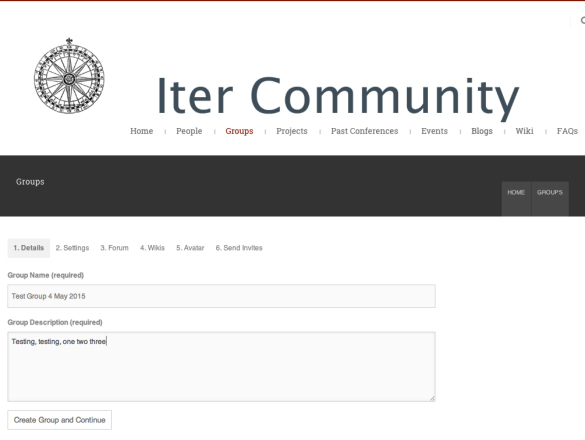 Iter Community
Home People Groups Projects Past Conferences Events Blogs Wiki FAQs
Groups
HOME GROUPS
1. Details 2. Settings 3. Forum 4. Wikis 5. Avatar 6. Send Invites
Group Name (required)
Test Group 4 May 2015
Group Description (required)
Testing, testing, one two three
Create Group and Continue